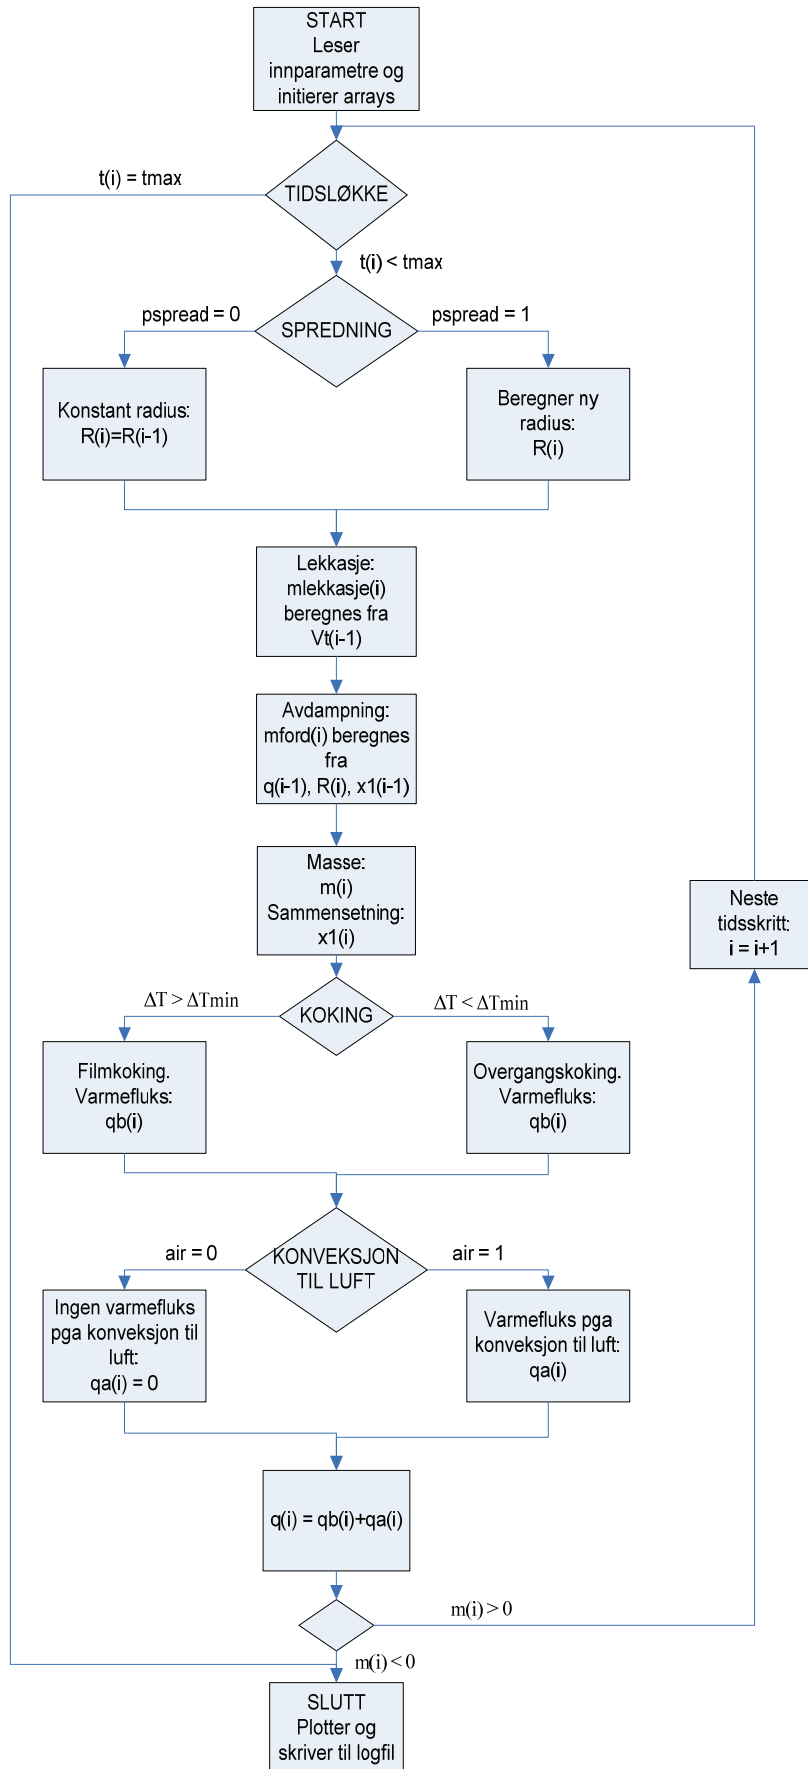 START
Leser
innparametre og
initierer arrays
t(i) = tmax
TIDSLØKKE
t(i) < tmax
pspread = 0
SPREDNING
pspread = 1
Konstant radius:
R(i)=R(i-1)
Beregner ny
radius:
R(i)
Lekkasje:
mlekkasje(i)
beregnes fra
Vt(i-1)
Avdampning:
mford(i) beregnes
fra
q(i-1), R(i), x1(i-1)
Masse:
m(i)
Sammensetning:
x1(i)
Neste
tidsskritt:
i = i+1
ΔT > ΔTmin
KOKING
ΔT < ΔTmin
Filmkoking.
Varmefluks:
qb(i)
Overgangskoking.
Varmefluks:
qb(i)
air = 0
KONVEKSJON
TIL LUFT
air = 1
Ingen varmefluks
pga konveksjon til
luft:
qa(i) = 0
Varmefluks pga
konveksjon til luft:
qa(i)
q(i) = qb(i)+qa(i)
m(i) > 0
m(i) < 0
SLUTT
Plotter og
skriver til logfil